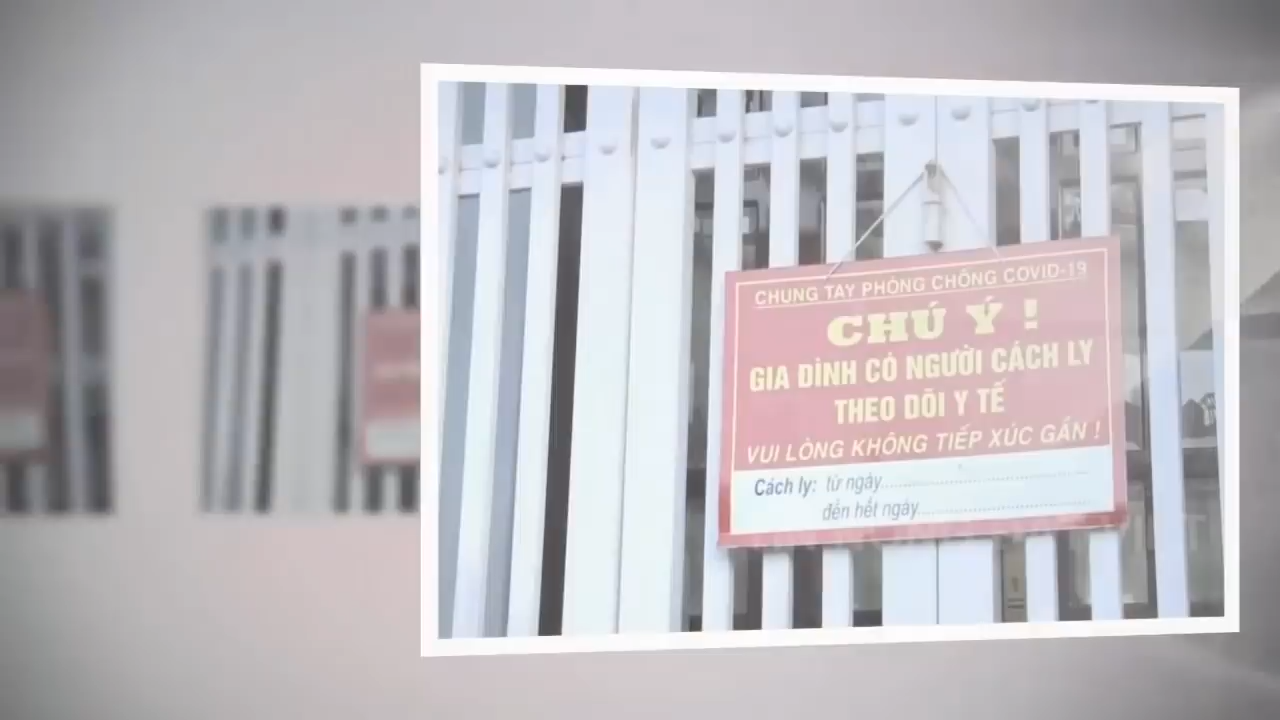 CHUNG TAY PHÒNG CHỐNG COVID-19
CHÚ Ý !
GIA ĐÌNH CÓ NGƯỜI CÁCH LY
THEO DÕI Y TẾ
VUI LÒNG KHÔNG TIẾP XÚC GẦN !
Cách ly: từ ngày..............................
đến hết ngày..............................